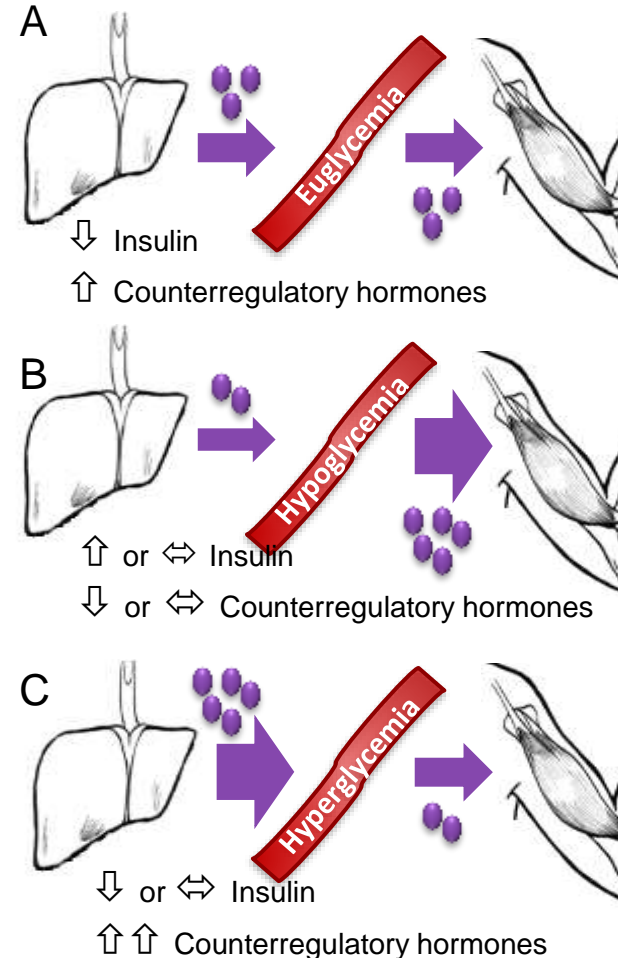 A
Euglycemia
⇩ Insulin
⇧ Counterregulatory hormones
B
Hypoglycemia
⇧ or ⬄ Insulin
⇩ or ⬄ Counterregulatory hormones
C
Hyperglycemia
⇩ or ⬄ Insulin
⇧⇧ Counterregulatory hormones